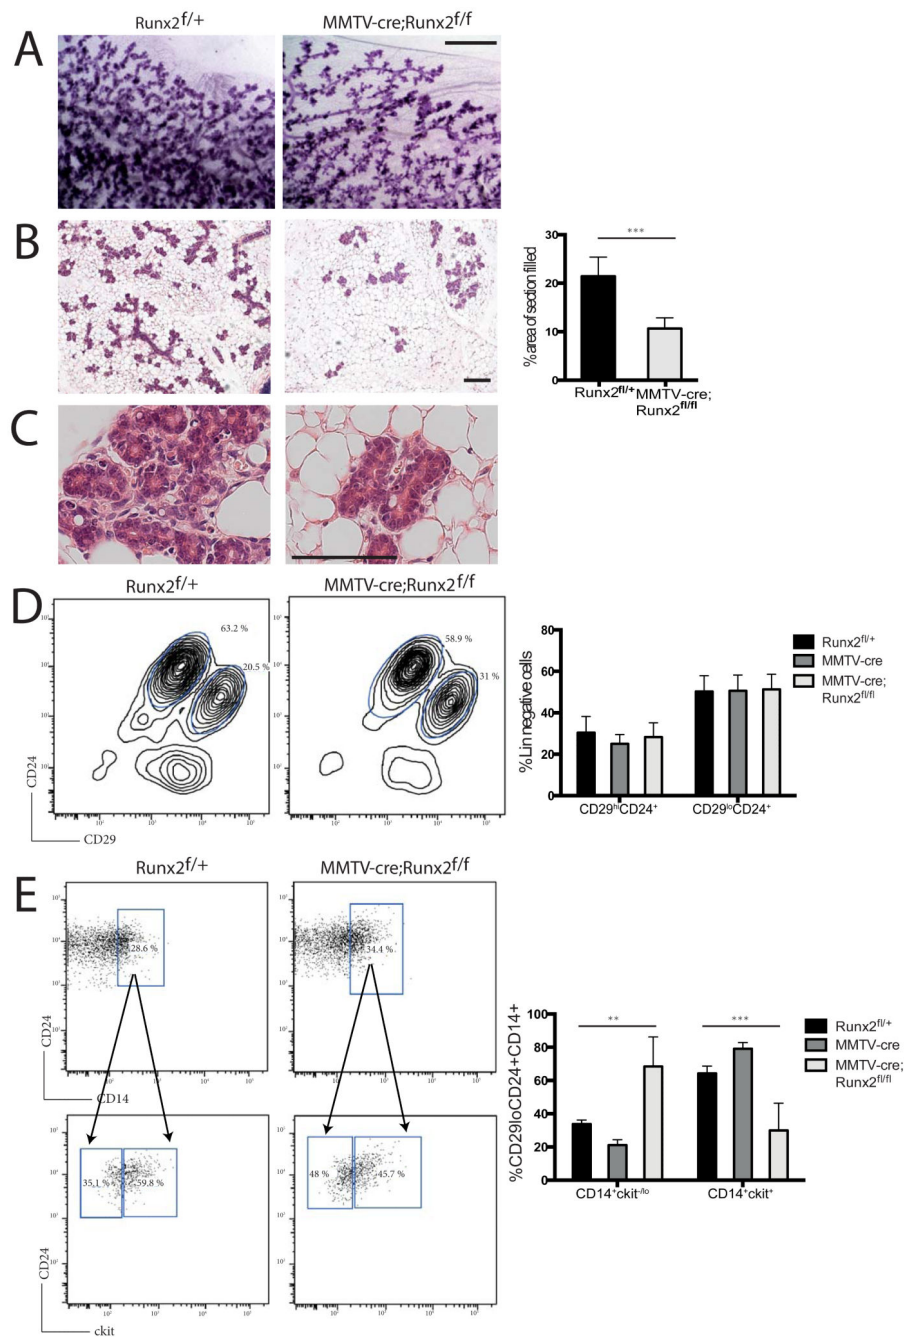 Runx2f/+ MMTV-cre;Runx2f/f
A
B
30
20
10
0
% area of section filled
***
Runx2fl/+ MMTV-cre;
Runx2fl/fl
C
Runx2f/+ MMTV-cre;Runx2f/f
D
63.2 %
20.5 %
58.9 %
31 %
CD24
CD29
80
60
40
20
0
%Lin negative cells
CD29hiCD24+ CD29loCD24+
Runx2fl/+
MMTV-cre
MMTV-cre;
Runx2fl/fl
Runx2f/+ MMTV-cre;Runx2f/f
E
28.6 %
34.4 %
CD24
CD14
35.1 %
59.8 %
48 %
45.7 %
CD24
ckit
100
80
60
40
20
0
%CD29loCD24+CD14+
** ***
CD14+ckit-/lo CD14+ckit+
Runx2fl/+
MMTV-cre
MMTV-cre;
Runx2fl/fl